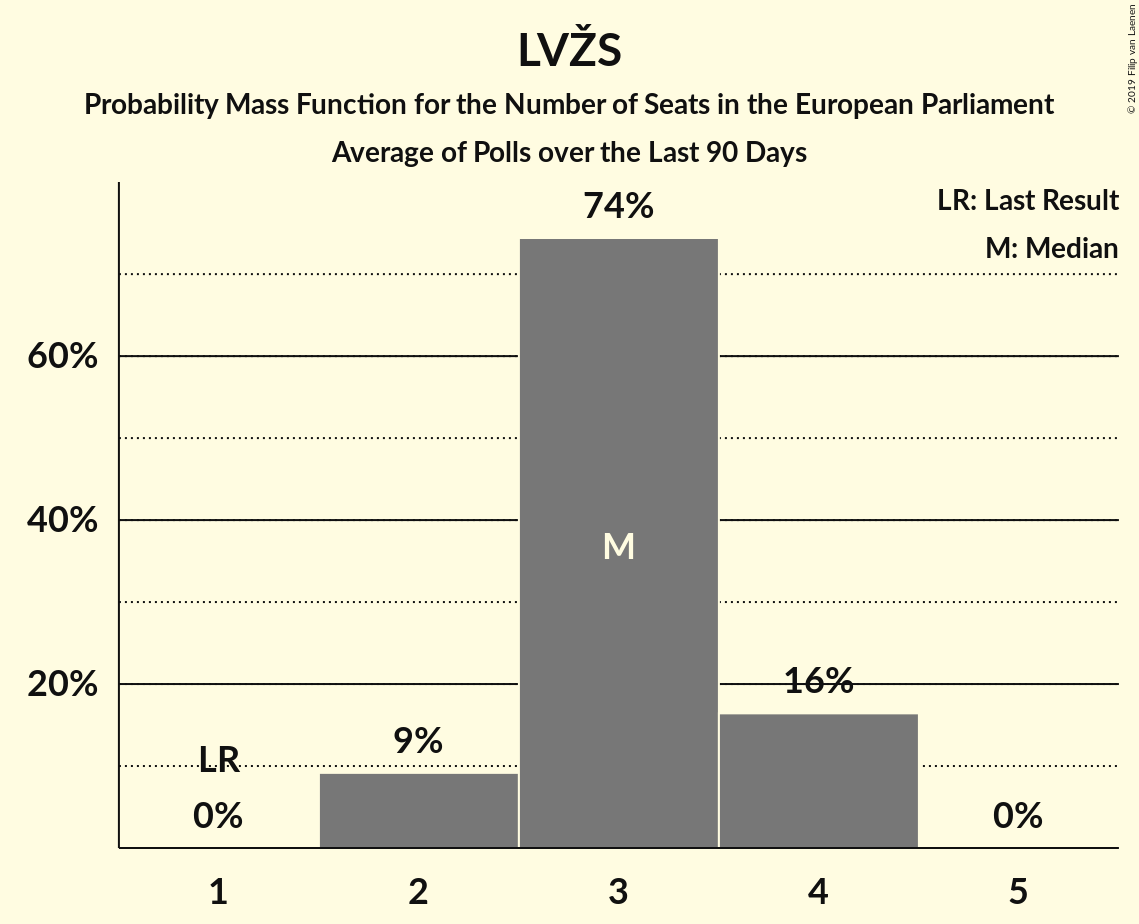 LVŽS
Probability Mass Function for the Number of Seats in the European Parliament
Average of Polls over the Last 90 Days
© 2019 Filip van Laenen
LR: Last Result
M: Median
74%
60%
M
40%
16%
20%
9%
LR
0%
0%
1 2 3 4 5